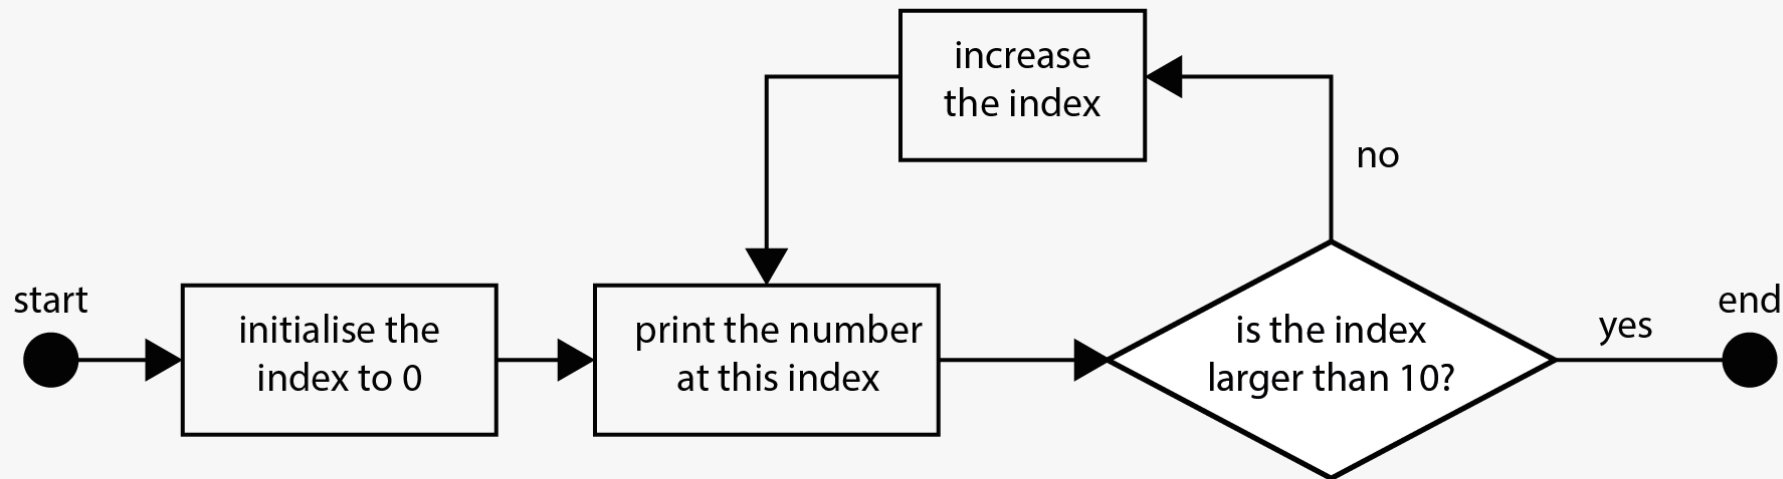 start
initialise the
index to 0
print the number
at this index
is the index
larger than 10?
no
increase
the index
yes
end